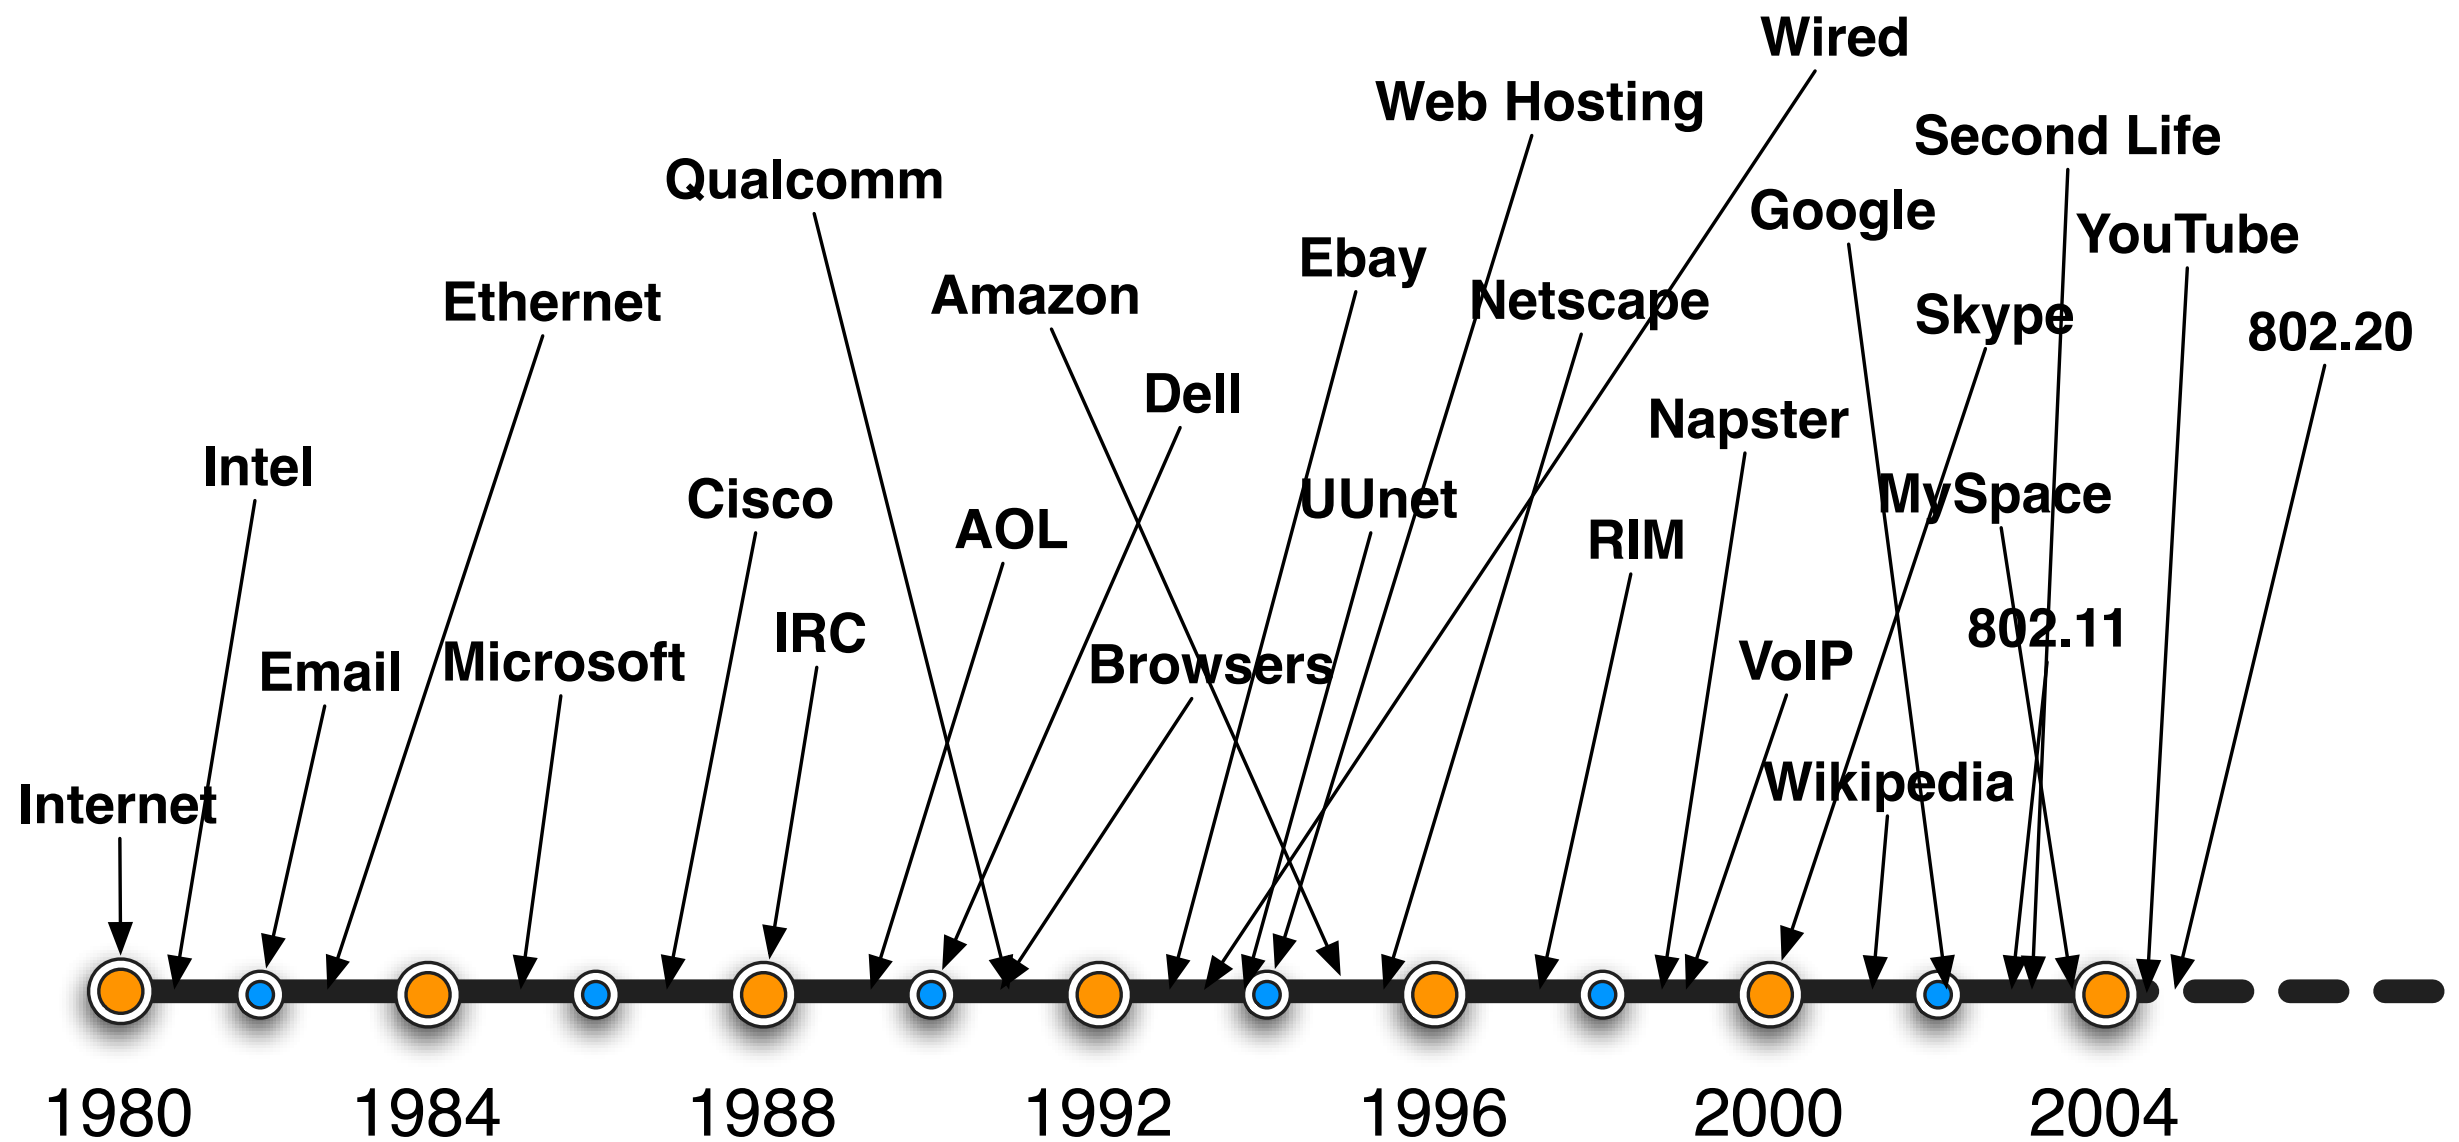 Wired
Web Hosting
Second Life
Qualcomm
Google
YouTube
Ebay
Ethernet
Amazon
Netscape
Skype
802.20
Dell
Napster
Intel
Cisco
UUnet
MySpace
AOL
RIM
IRC
802.11
Email
Microsoft
Browsers
VoIP
Wikipedia
Internet
1980 1984 1988 1992 1996 2000 2004